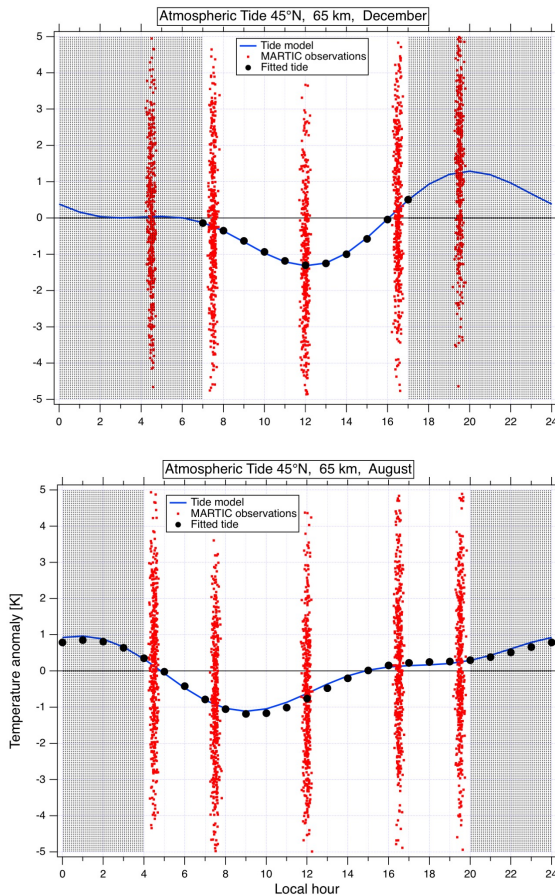 Atmospheric Tide 45°N, 65 km, December
5
4
3
2
1
0
-1
-2
-3
-4
-5
Tide model
MARTIC observations
Fitted tide
0 2 4 6 8 10 12 14 16 18 20 22 24
Atmospheric Tide 45°N, 65 km, August
Temperature anomaly [K]
5
4
3
2
1
0
-1
-2
-3
-4
-5
Tide model
MARTIC observations
Fitted tide
0 2 4 6 8 10 12 14 16 18 20 22 24
Local hour